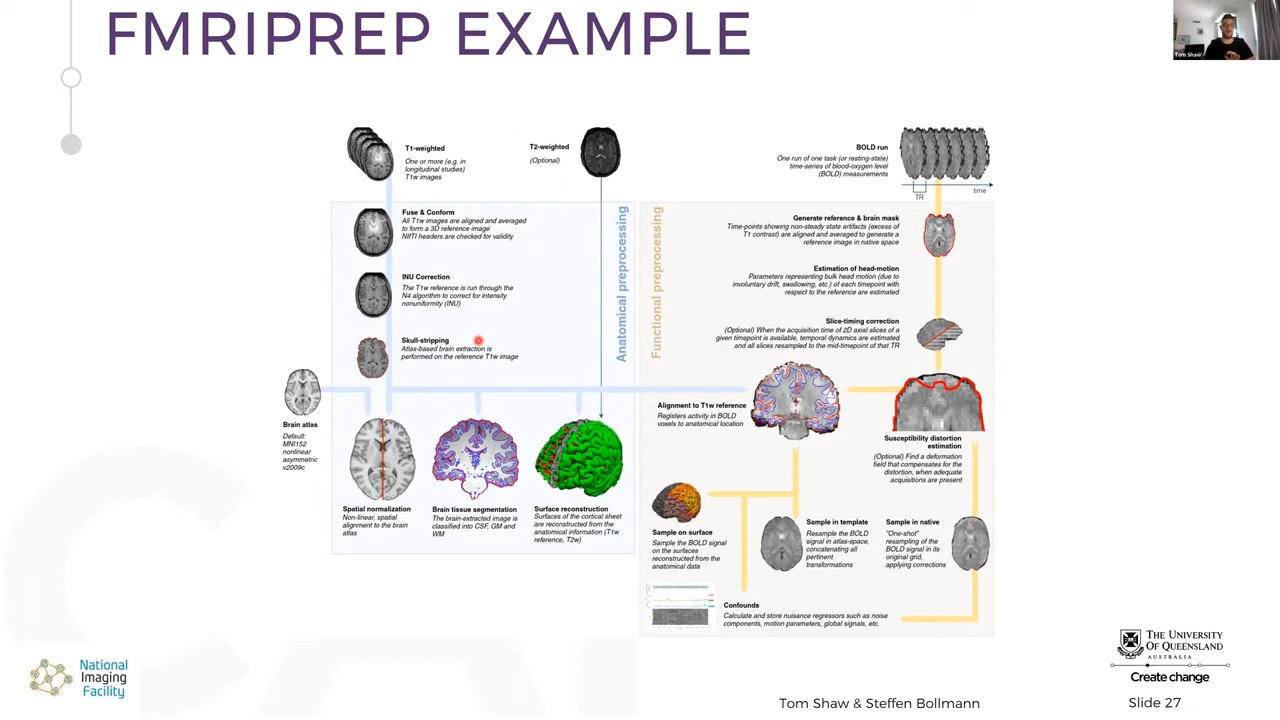 FMRIPREP EXAMPLE
Tom Shaw
T1-weighted
One or more (e.g. in
longitudinal studies)
T1w images
T2-weighted
(Optional)
BOLD run
One run of one task (or resting-state)
time-series of blood-oxygen level
(BOLD) measurements
TR
time
Anatomical preprocessing
Fuse & Conform
All T1w images are aligned and averaged
to form a 3D reference image
NIfTI headers are checked for validity
INU Correction
The T1w reference is run through the
N4 algorithm to correct for intensity
nonuniformity (INU)
Skull-stripping
Atlas-based brain extraction is
performed on the reference T1w image
Brain atlas
Default:
MNI152
nonlinear
asymmetric
v2009c
Spatial normalization
Non-linear, spatial
alignment to the brain
atlas
Brain tissue segmentation
The brain-extracted image is
classified into CSF, GM and
WM
Surface reconstruction
Surfaces of the cortical sheet
are reconstructed from the
anatomical information (T1w
reference, T2w)
Functional preprocessing
Generate reference & brain mask
Time-points showing non-steady state artifacts (excess of
T1 contrast) are aligned and averaged to generate a
reference image in native space
Estimation of head-motion
Parameters representing bulk head motion (due to
involuntary drift, swallowing, etc.) of each timepoint with
respect to the reference are estimated
Slice-timing correction
(Optional) When the acquisition time of 2D axial slices of a
given timepoint is available, temporal dynamics are estimated
and all slices resampled to the mid-timepoint of that TR
Alignment to T1w reference
Registers activity in BOLD
voxels to anatomical location
Susceptibility distortion
estimation
(Optional) Find a deformation
field that compensates for the
distortion, when adequate
acquisitions are present
Sample on surface
Sample the BOLD signal
on the surfaces
reconstructed from the
anatomical data
Sample in template
Resample the BOLD
signal in atlas-space,
concatenating all
pertinent
transformations
Sample in native
"One-shot"
resampling of the
BOLD signal in its
original grid,
applying corrections
Confounds
Calculate and store nuisance regressors such as noise
components, motion parameters, global signals, etc.
National
Imaging
Facility
THE UNIVERSITY
OF QUEENSLAND
AUSTRALIA
Create change
Tom Shaw & Steffen Bollmann
Slide 27